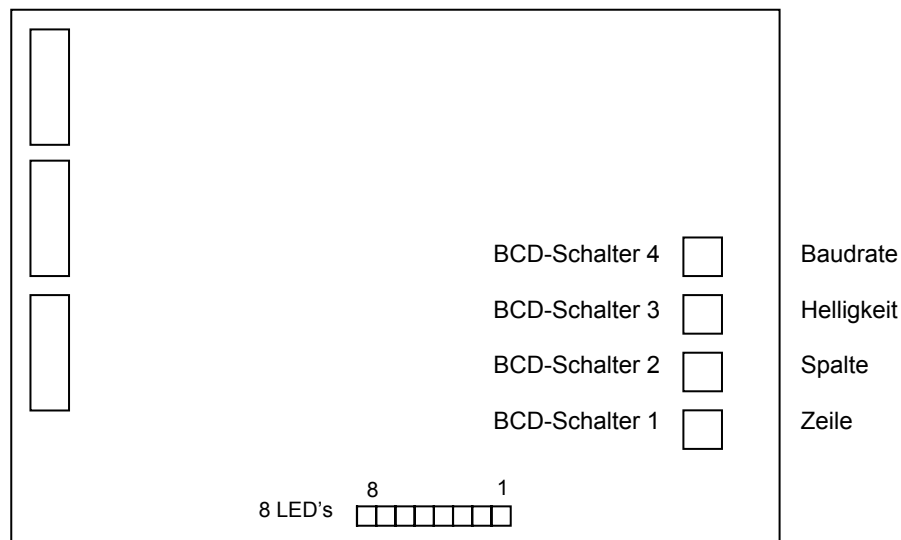 BCD-Schalter 4 Baudrate
BCD-Schalter 3 Helligkeit
BCD-Schalter 2 Spalte
BCD-Schalter 1 Zeile
8 1
8 LED's